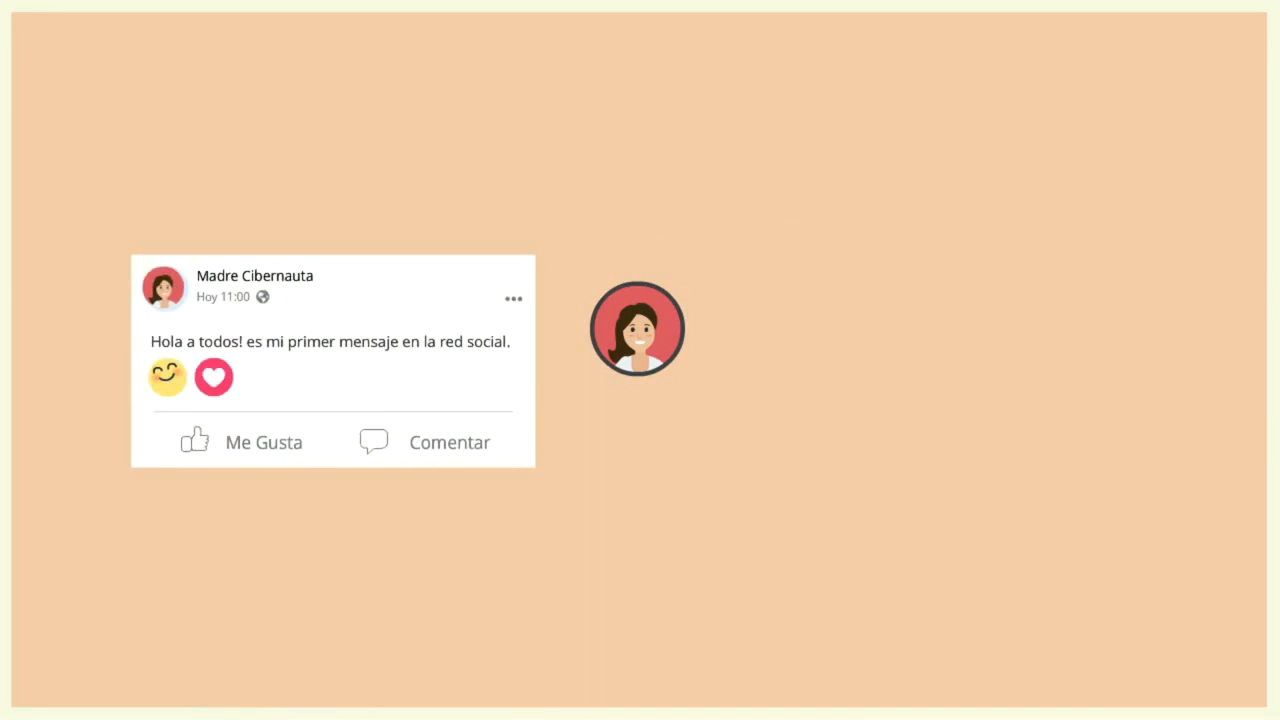 Madre Cibernauta
Hoy 11:00
Hola a todos! es mi primer mensaje en la red social.
Me Gusta
Comentar